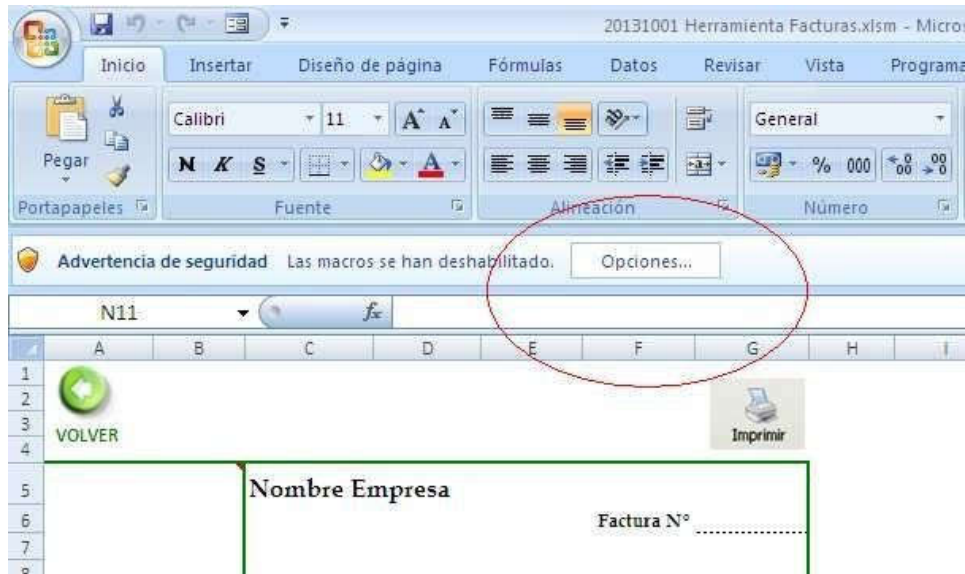 20131001 Herramienta Facturas.xlsm - Micros
Inicio Insertar Diseño de página Fórmulas Datos Revisar Vista Programa
Pegar
Calibri 11 A A
General
N K S A
% 000
Portapapeles Fuente Alineación Número
Advertencia de seguridad Las macros se han deshabilitado. Opciones...
N11 fx
A B C D E F G H I
1
2
3
4
VOLVER
Imprimir
5 Nombre Empresa
6 Factura N°
7
8